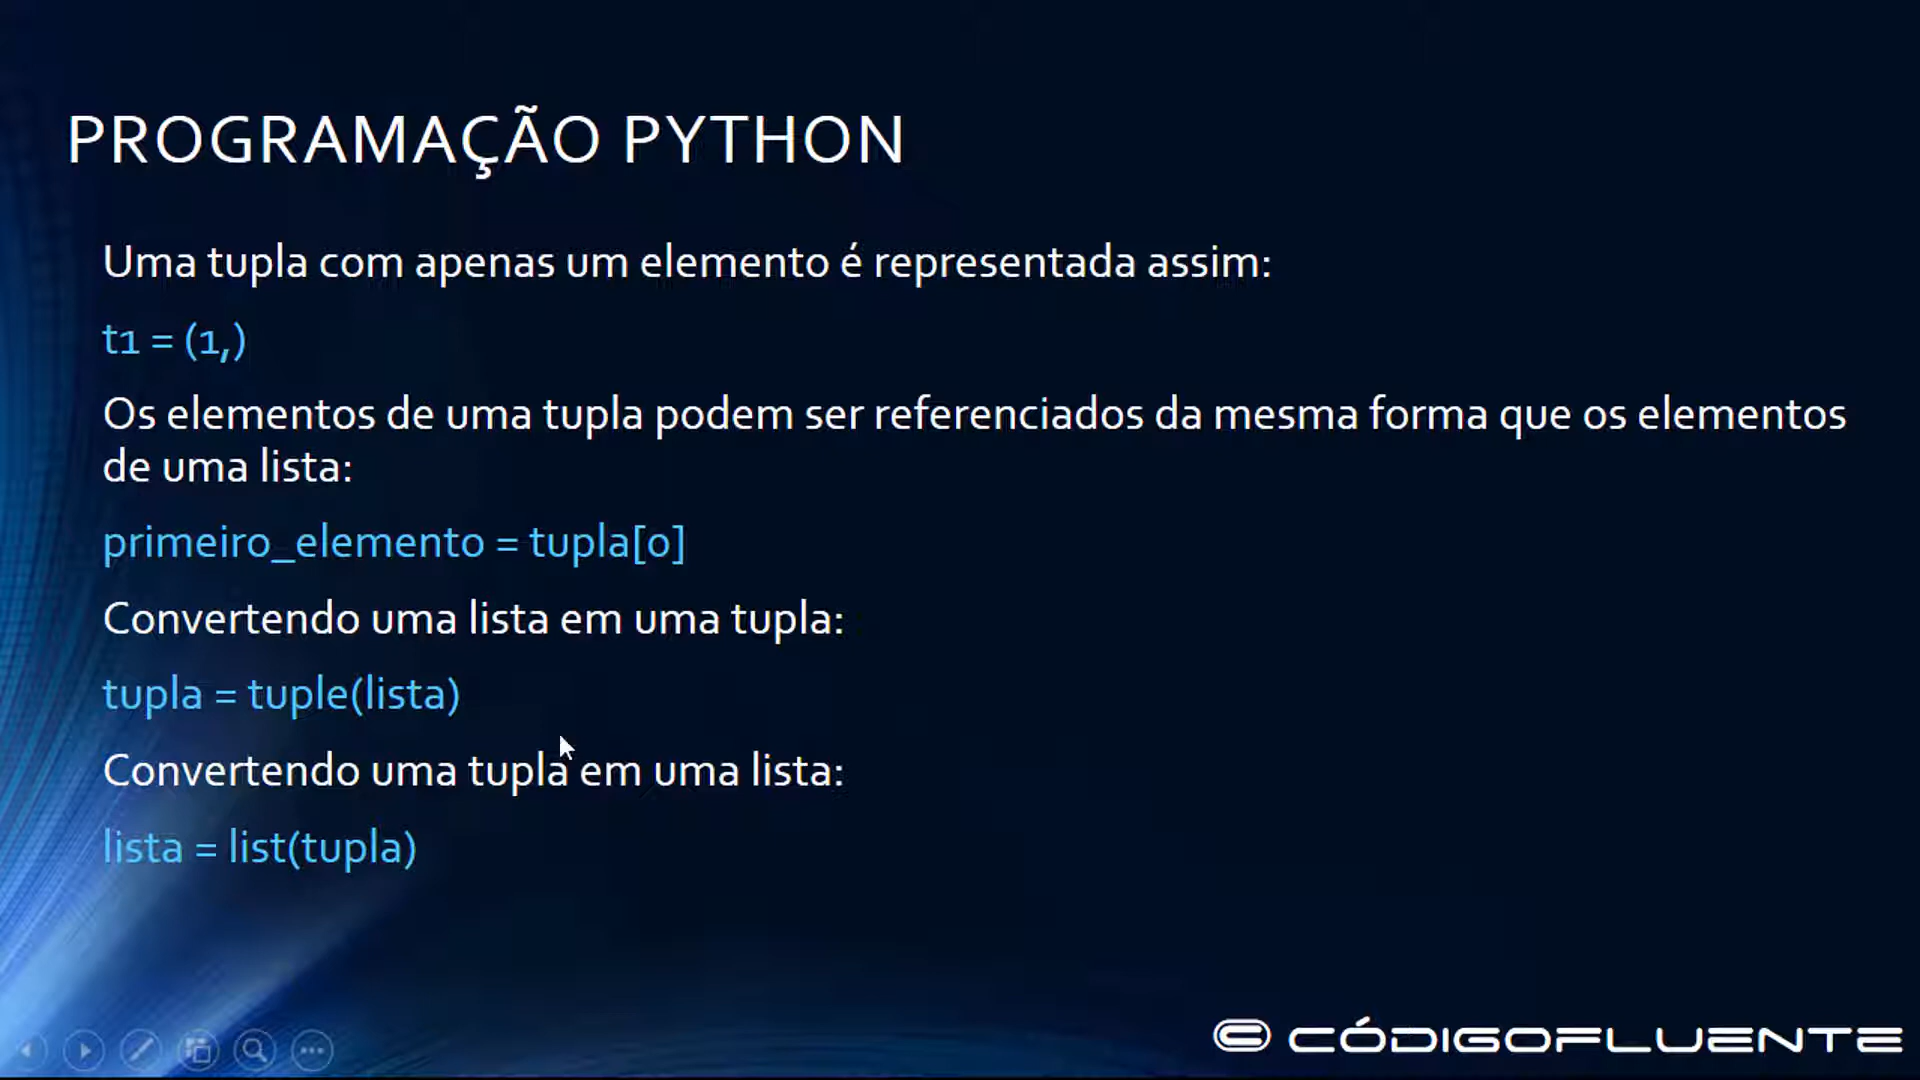 PROGRAMAÇÃO PYTHON
Uma tupla com apenas um elemento é representada assim:
t1 = (1,)
Os elementos de uma tupla podem ser referenciados da mesma forma que os elementos
de uma lista:
primeiro_elemento = tupla[0]
Convertendo uma lista em uma tupla:
tupla = tuple(lista)
Convertendo uma tupla em uma lista:
lista = list(tupla)
CÓDIGOFLUENTE